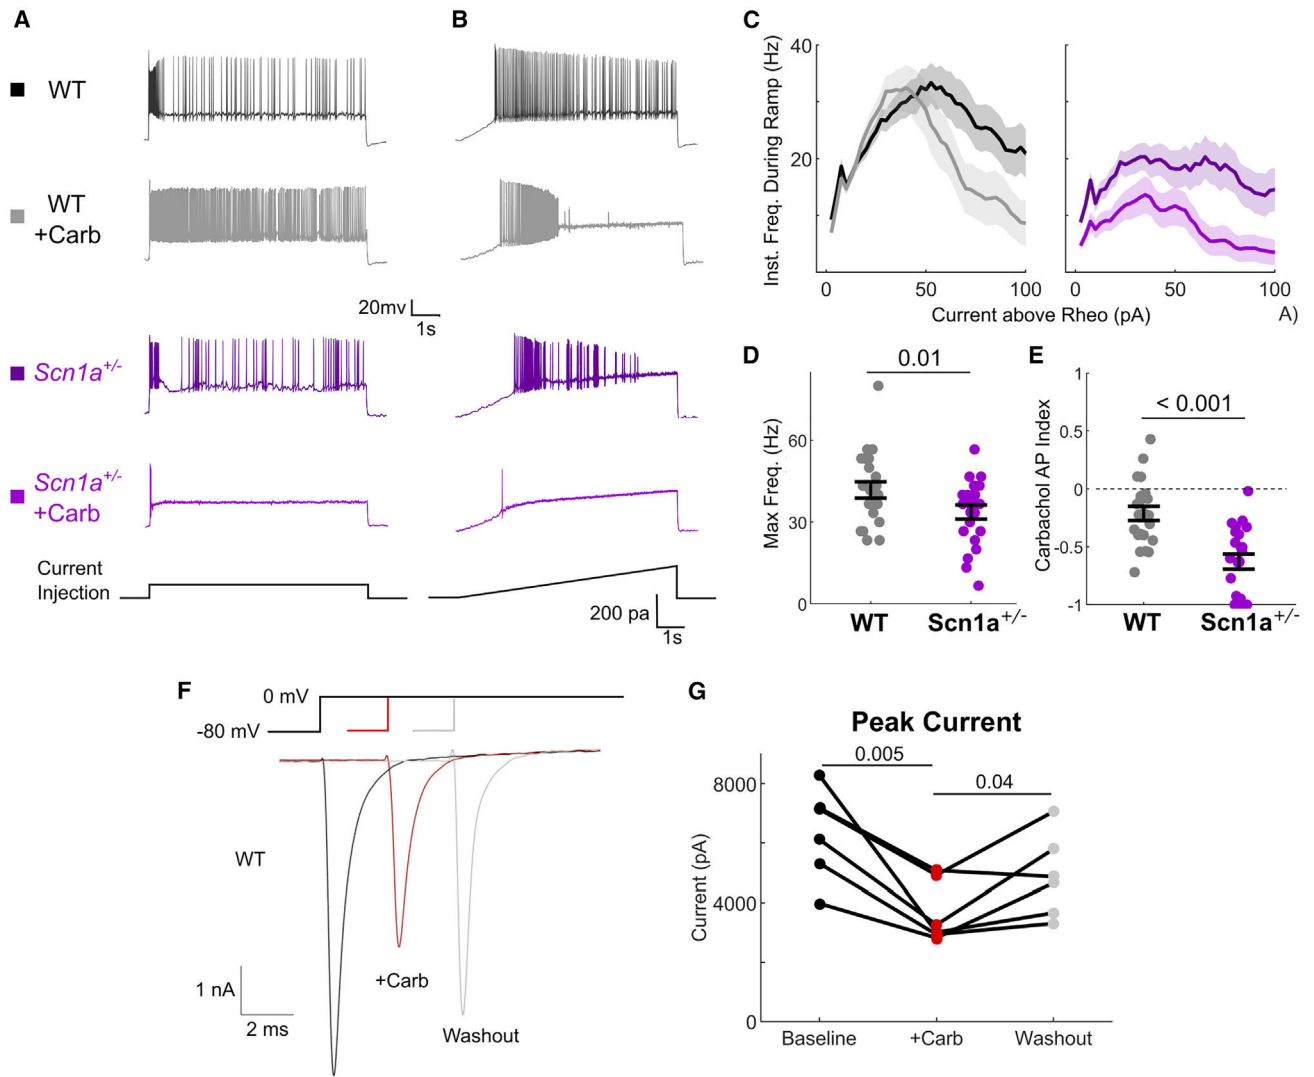 A
WT
WT
+Carb
20mv
1s
Scn1a+/-
Scn1a+/-
+Carb
Current
Injection
B
200 pa
1s
C
Inst. Freq. During Ramp (Hz)
40
20
0
50
100
0
50
100
Current above Rheo (pA)
A)
D
0.01
Max Freq. (Hz)
60
30
0
WT
Scn1a+/-
E
< 0.001
Carbachol AP Index
1
0.5
0
-0.5
-1
WT
Scn1a+/-
F
0 mV
-80 mV
WT
+Carb
Washout
1 nA
2 ms
G
Peak Current
0.005
0.04
Current (pA)
8000
4000
0
Baseline
+Carb
Washout